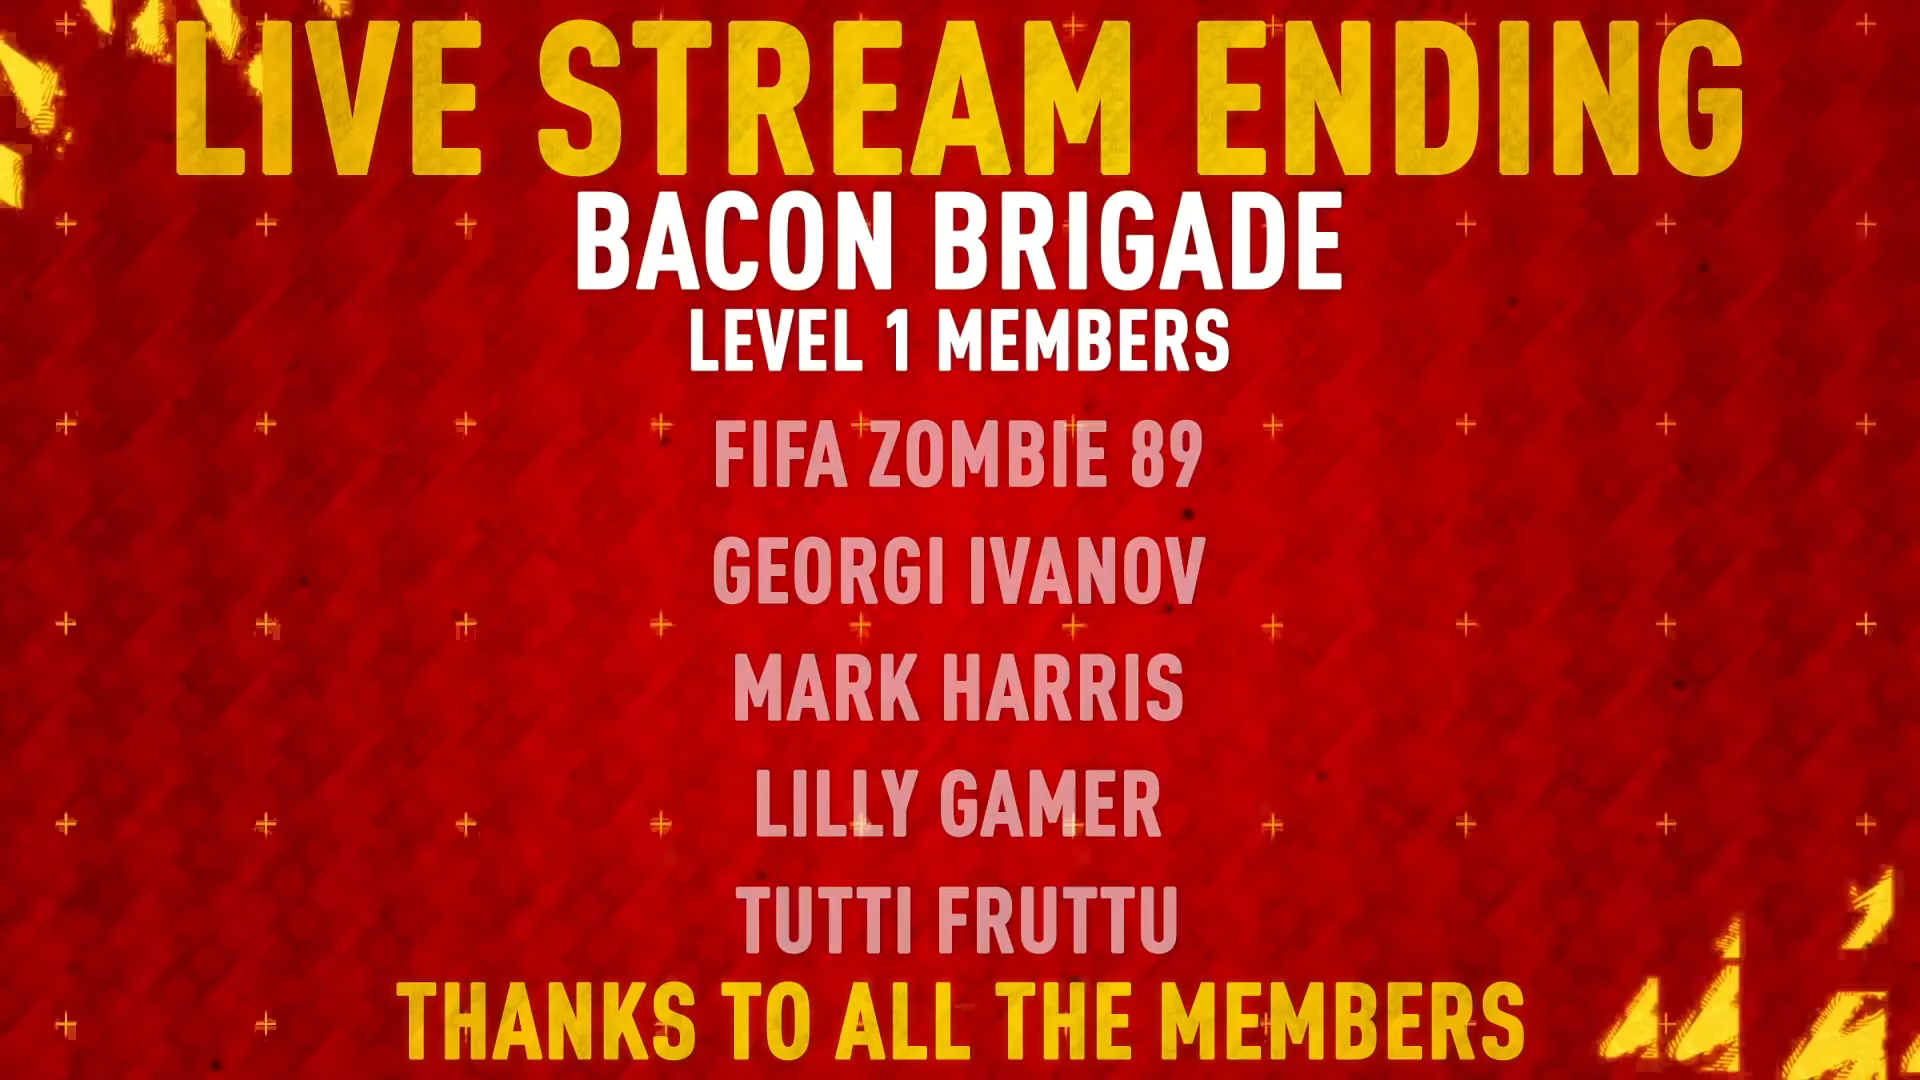 LIVE STREAM ENDING
BACON BRIGADE
LEVEL 1 MEMBERS
FIFA ZOMBIE 89
GEORGI IVANOV
MARK HARRIS
LILLY GAMER
TUTTI FRUTTU
THANKS TO ALL THE MEMBERS